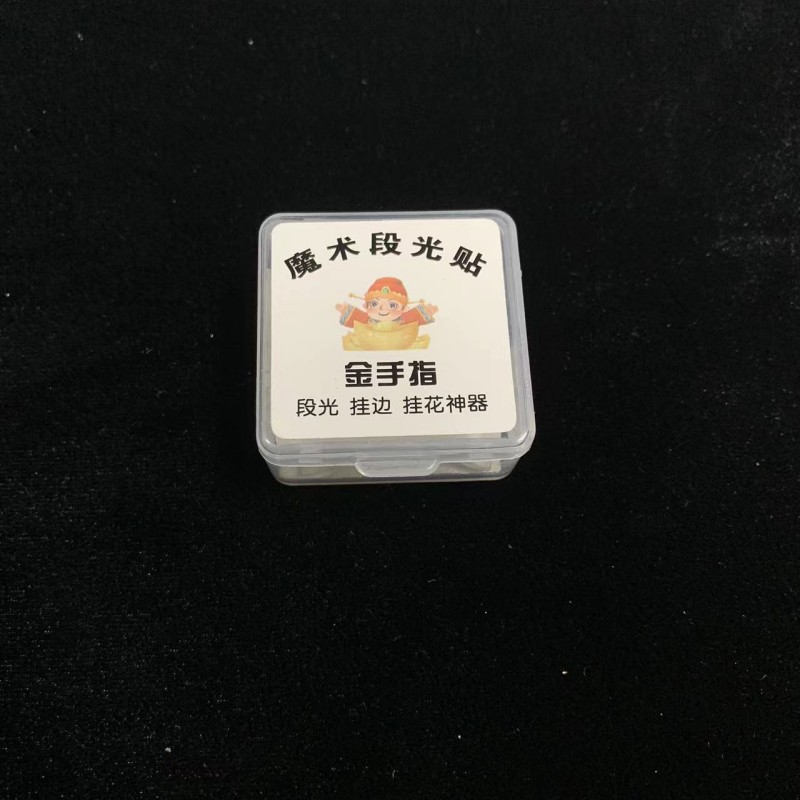 魔术段光贴
金手指
段光 挂边 挂花神器